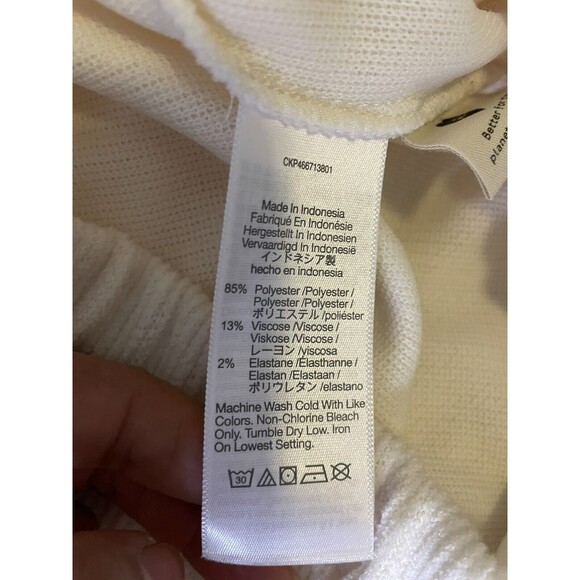 CKP466713801
Made In Indonesia
Fabriqué En Indonésie
Hergestellt In Indonesien
Vervaardigd In Indonesie
インドネシア製
hecho en indonesia
85% Polyester /Polyester /
Polyester /Polyester /
ポリエステル /poliéster
13% Viscose /Viscose /
Viskose /Viscose /
レーヨン /viscosa
2% Elastane /Élasthanne /
Elastan /Elastaan /
ポリウレタン /elastano
Machine Wash Cold With Like
Colors. Non-Chlorine Bleach
Only. Tumble Dry Low. Iron
On Lowest Setting.
30
Better for